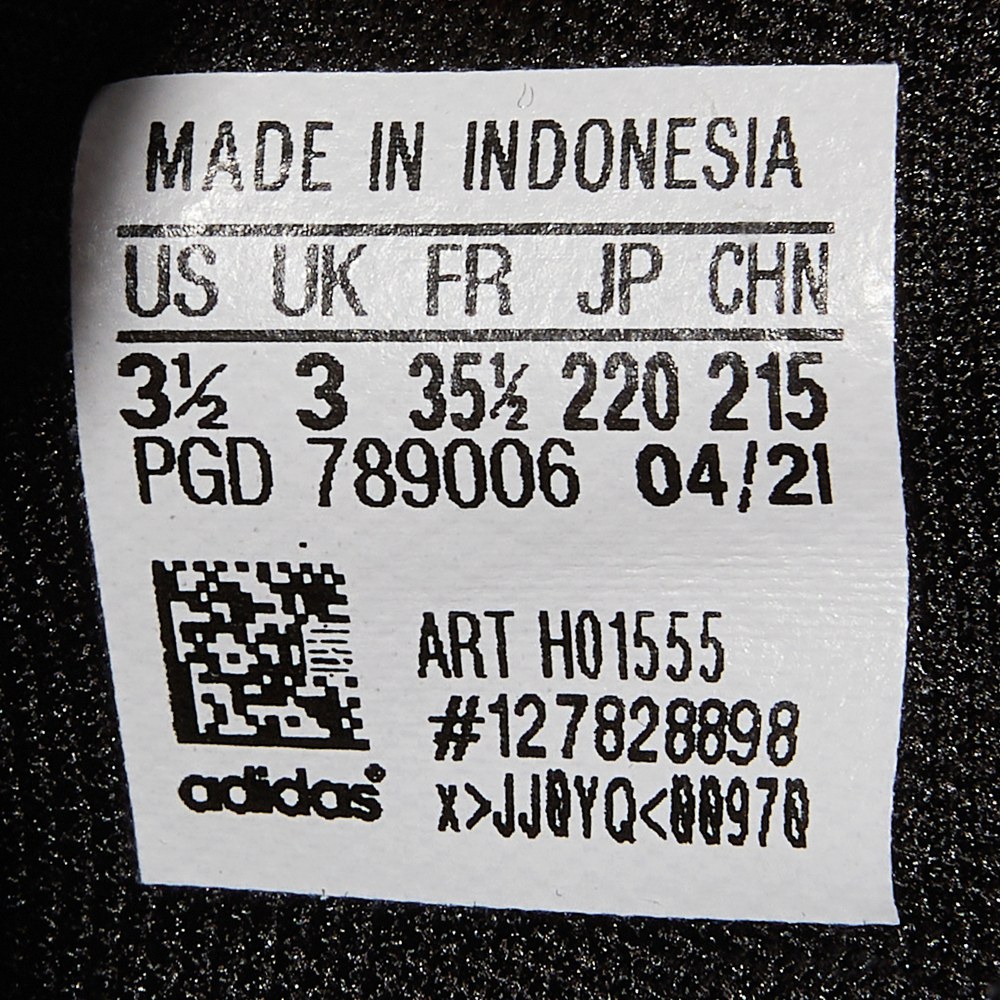 MADE IN INDONESIA
US UK FR JP CHN
3½ 3 35½ 220 215
PGD 789006 04/21
ART H01555
#127828898
adidas®
x>JJ0YQ<00970